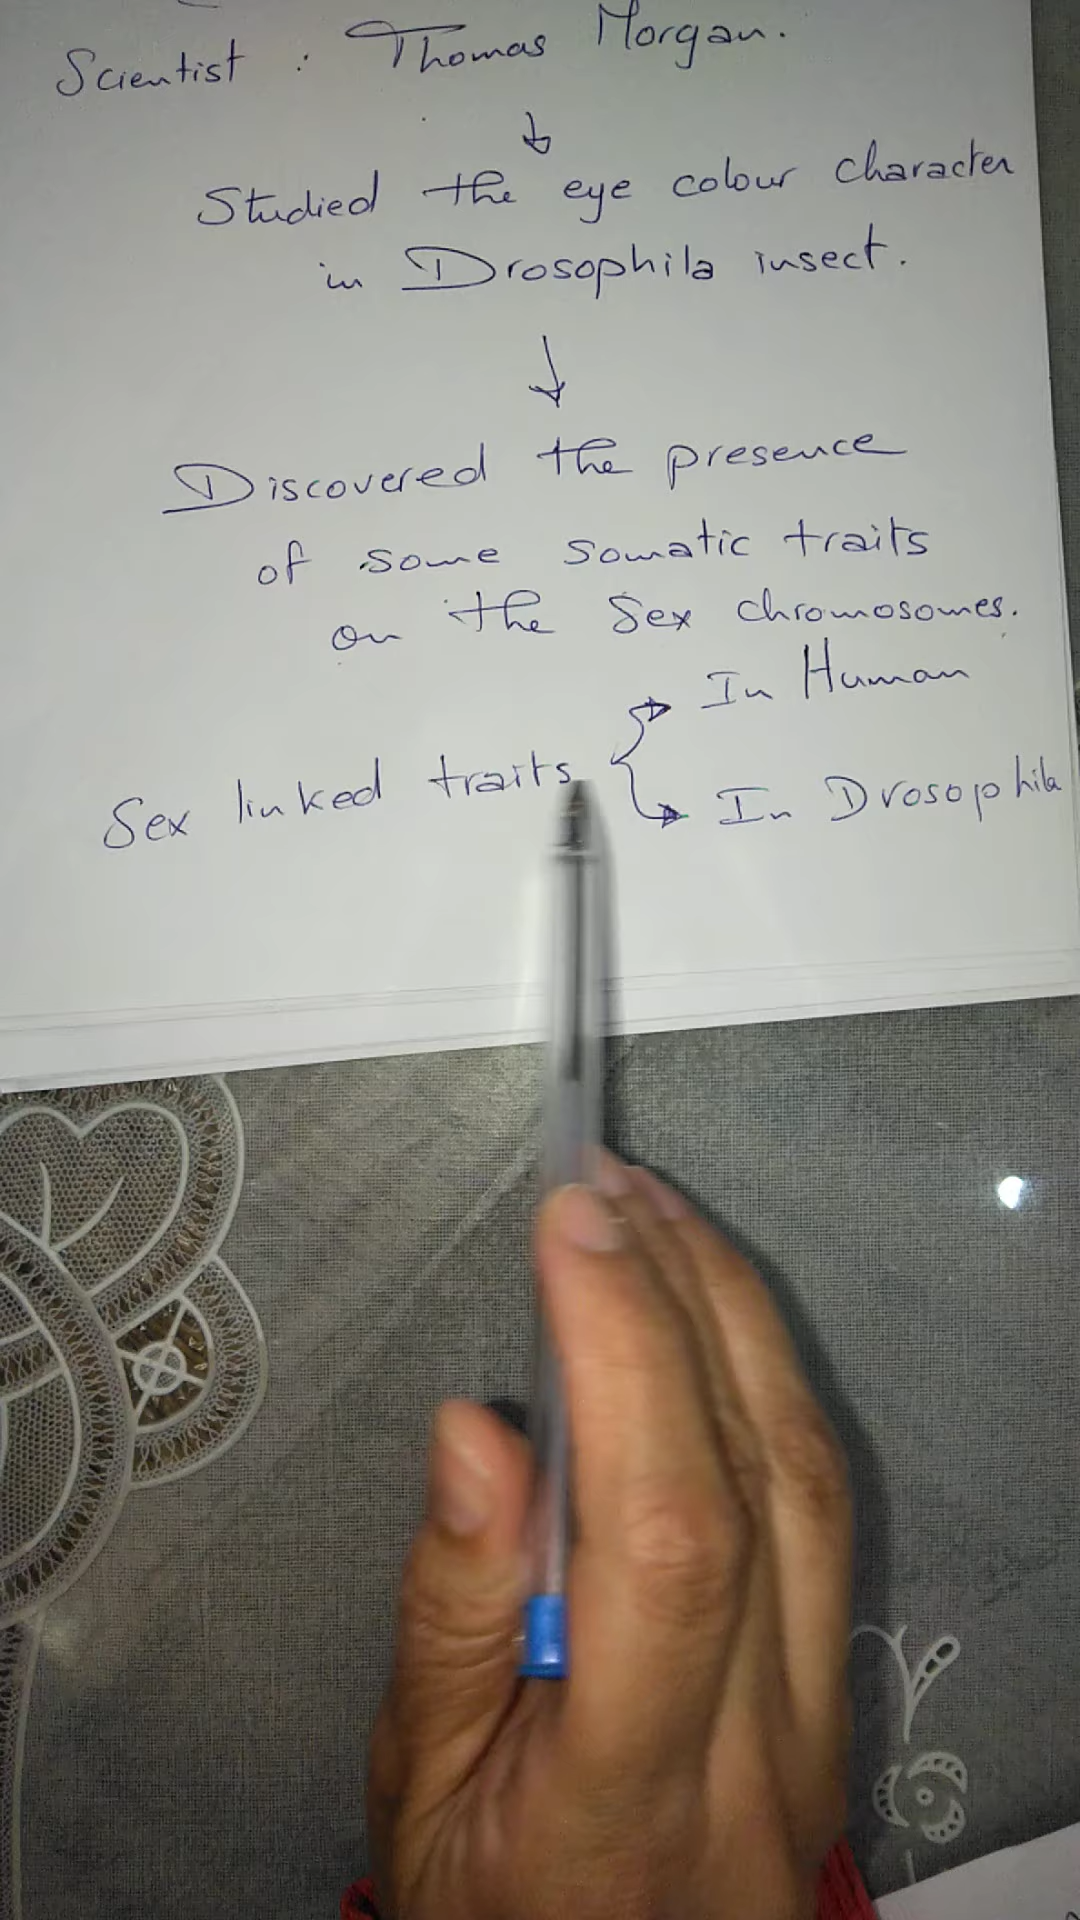 Scientist : Thomas Morgan.
Studied the eye colour character
in Drosophila insect.
Discovered the presence
of some somatic traits
on the Sex chromosomes.
Sex linked traits
In Human
In Drosophila